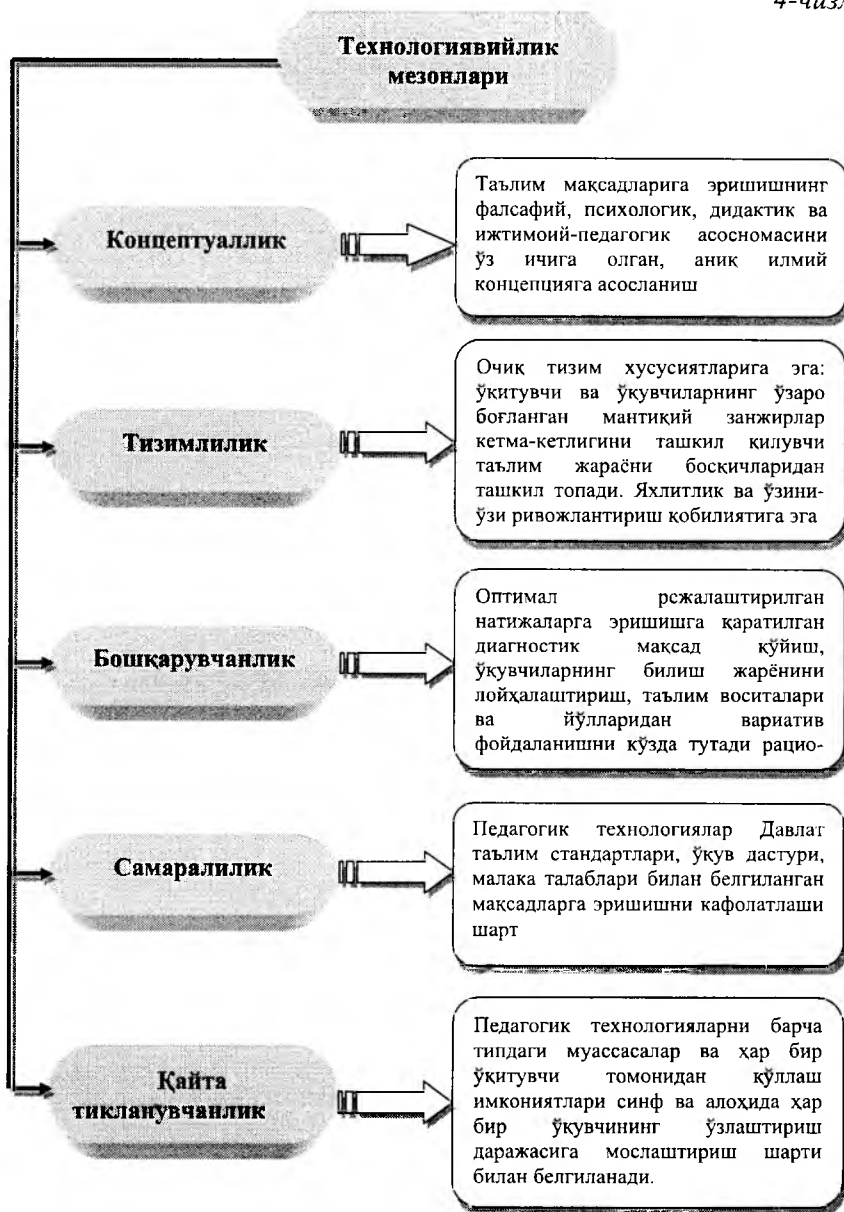 4-чизм
Технологиявийлик
мезонлари
Концептуаллик
Таълим мақсадларига эришишнинг
фалсафий, психологик, дидактик ва
ижтимоий-педагогик асосномасини
ўз ичига олган, аниқ илмий
концепцияга асосланиш
Тизимлилик
Очиқ тизим хусусиятларига эга:
ўқитувчи ва ўқувчиларнинг ўзаро
боғланган мантиқий занжирлар
кетма-кетлигини ташкил қилувчи
таълим жараёни босқичларидан
ташкил топади. Яхлитлик ва ўзини-
ўзи ривожлантириш қобилиятига эга
Бошқарувчанлик
Оптимал режалаштирилган
натижаларга эришишга қаратилган
диагностик мақсад қўйиш,
ўқувчиларнинг билиш жарёнини
лойҳалаштириш, таълим воситалари
ва йўлларидан вариатив
фойдаланишни кўзда тутади рацио-
Самаралилик
Педагогик технологиялар Давлат
таълим стандартлари, ўқув дастури,
малака талаблари билан белгиланган
мақсадларга эришишни кафолатлаши
шарт
Қайта
тикланувчанлик
Педагогик технологияларни барча
типдаги муассасалар ва ҳар бир
ўқитувчи томонидан қўллаш
имкониятлари синф ва алоҳида ҳар
бир ўқувчининг ўзлаштириш
даражасига мослаштириш шарти
билан белгиланади.